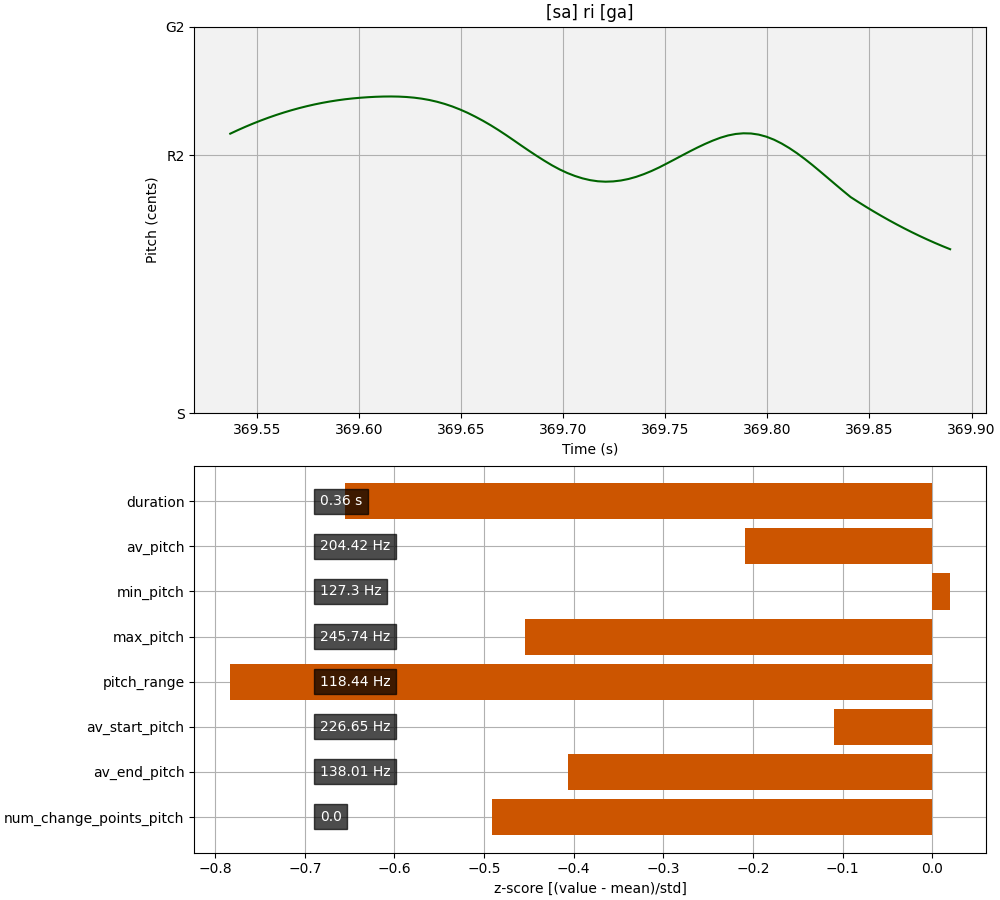 [sa] ri [ga]
G2
R2
S
Pitch (cents)
369.55 369.60 369.65 369.70 369.75 369.80 369.85 369.90
Time (s)
duration 0.36 s
av_pitch 204.42 Hz
min_pitch 127.3 Hz
max_pitch 245.74 Hz
pitch_range 118.44 Hz
av_start_pitch 226.65 Hz
av_end_pitch 138.01 Hz
num_change_points_pitch 0.0
−0.8 −0.7 −0.6 −0.5 −0.4 −0.3 −0.2 −0.1 0.0
z-score [(value - mean)/std]